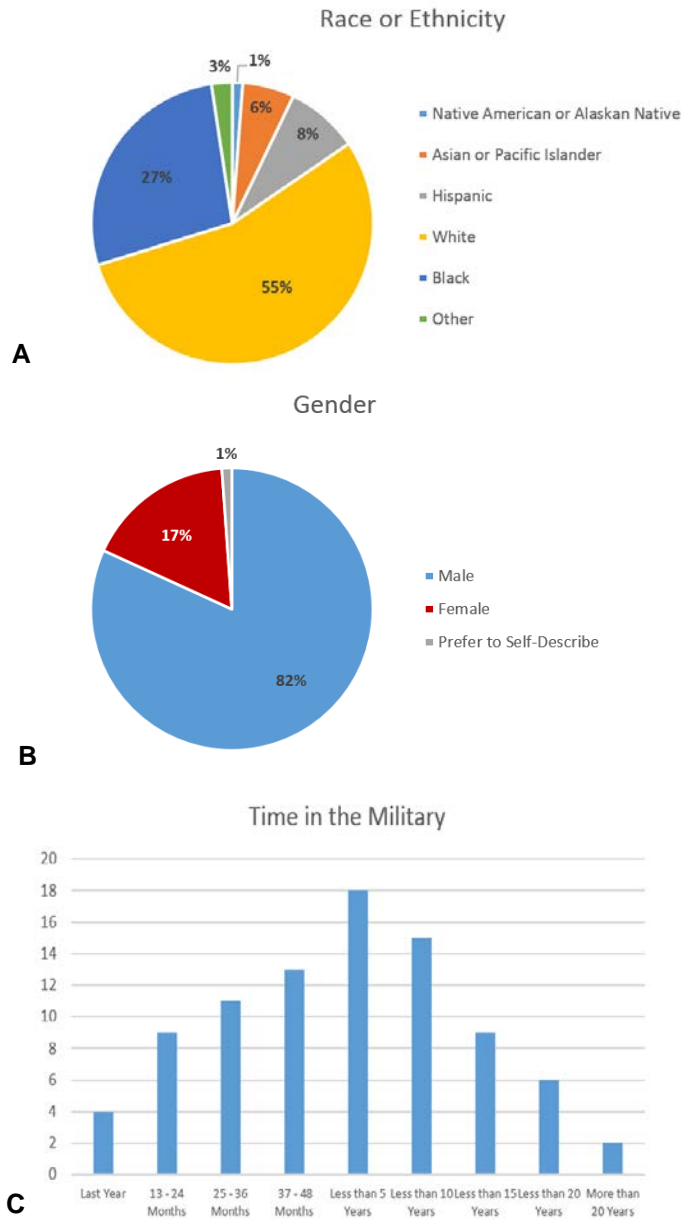 Race or Ethnicity
3%
1%
6%
8%
27%
55%
Native American or Alaskan Native
Asian or Pacific Islander
Hispanic
White
Black
Other
A
Gender
1%
17%
82%
Male
Female
Prefer to Self-Describe
B
Time in the Military
20
18
16
14
12
10
8
6
4
2
0
Last Year
13 - 24
Months
25 - 36
Months
37 - 48
Months
Less than 5
Years
Less than 10
Years
Less than 15
Years
Less than 20
Years
More than
20 Years
C